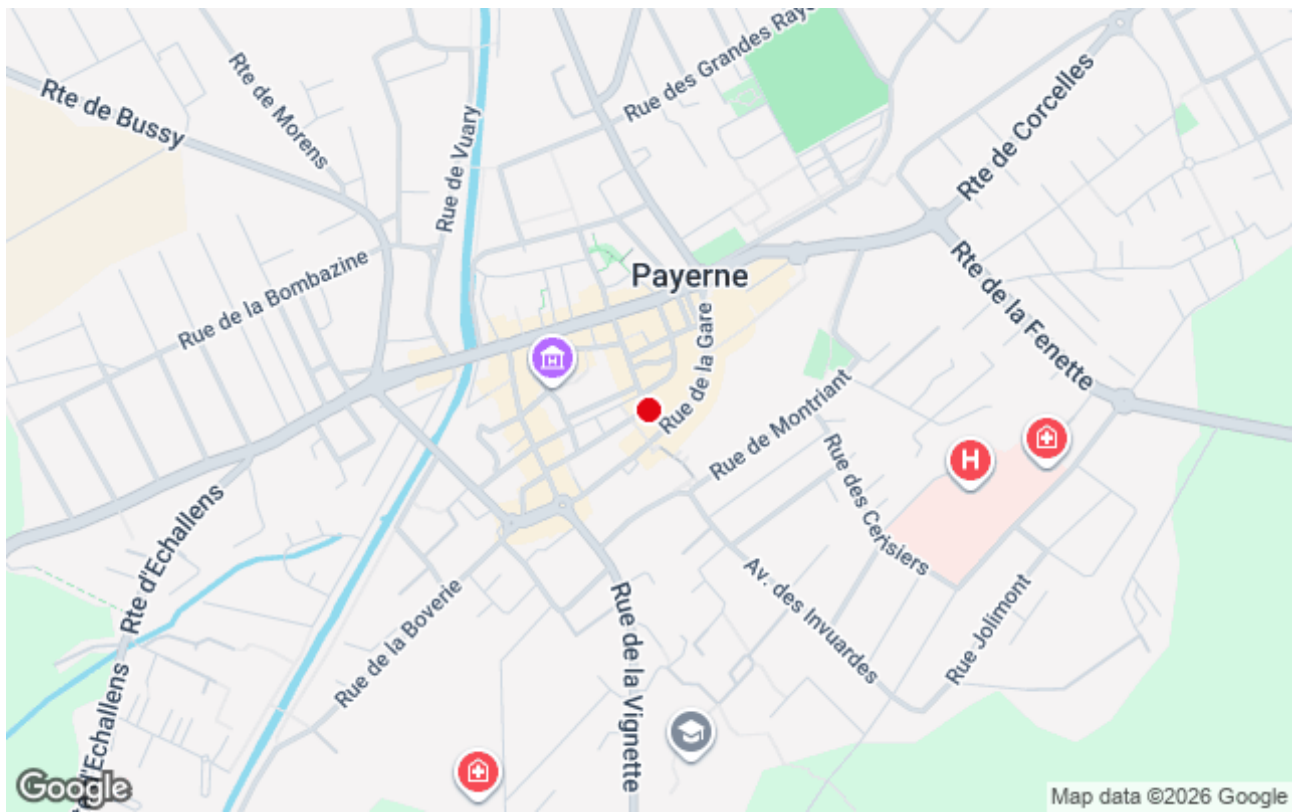 Rue des Grandes Ray
Rte de Morens
Rte de Bussy
Rue de Vuary
Rte de Corcelles
Rue de la Bombazine
Payerne
Rte de la Fenette
Rue de la Gare
H
Rue de Montriant
Rue des Cerisiers
H
Rte d'Echallens
Av. des Invuardes
Rue Jolimont
Rue de la Boverie
Rue de la Vignette
d'Echallens
Google
Map data ©2026 Google